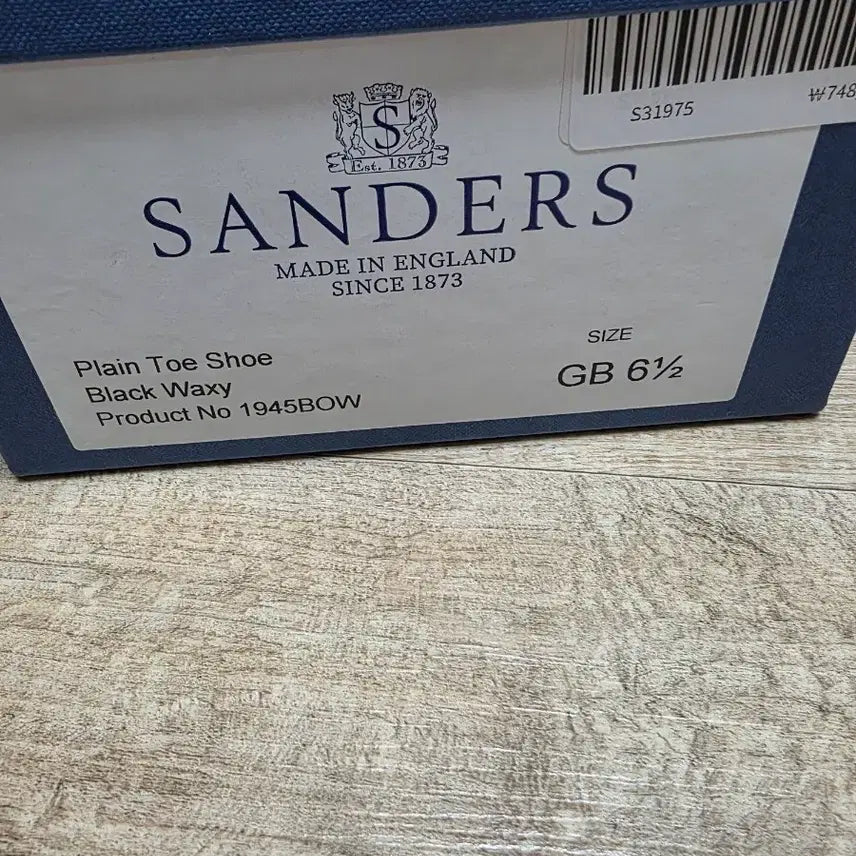 S31975 ₩748
S
Est. 1873
SANDERS
MADE IN ENGLAND
SINCE 1873
Plain Toe Shoe
Black Waxy
Product No 1945BOW
SIZE
GB 6½